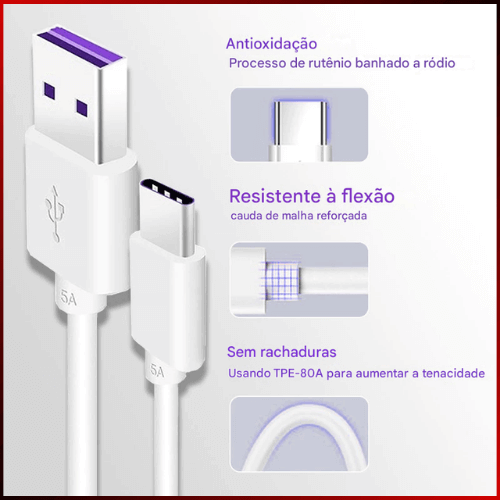 Antioxidação
Processo de rutênio banhado a ródio
Resistente à flexão
cauda de malha reforçada
5A
5A
Sem rachaduras
Usando TPE-80A para aumentar a tenacidade